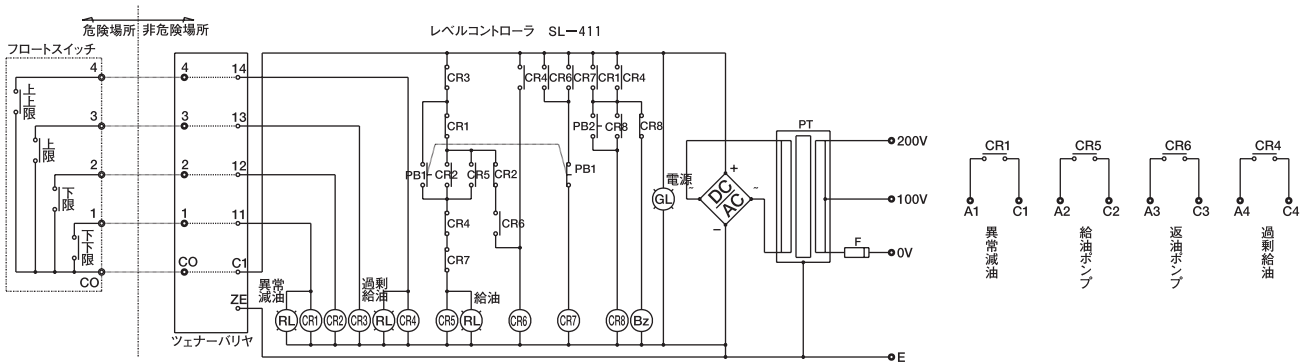 危険場所 非危険場所
レベルコントローラ SL-411
フロートスイッチ
4 4 14
上上限
3 3 13
上限
2 2 12
下限
1 1 11
下下限
CO CO C1
ZE
ツェナーバリヤ
CR3
CR4 CR6 CR7 CR1 CR4
CR1
PB2 CR8 CR8
PB1 CR2 CR5 CR2
PB1
CR4 CR6
CR7
異常減油
過剰給油
給油
RL CR1 CR2 CR3 RL CR4 CR5 RL CR6 CR7 CR8 Bz
電源
GL
~ + ~ −
DC
AC
PT
200V
100V
F
0V
E
CR1
A1 C1
異常減油
CR5
A2 C2
給油ポンプ
CR6
A3 C3
返油ポンプ
CR4
A4 C4
過剰給油